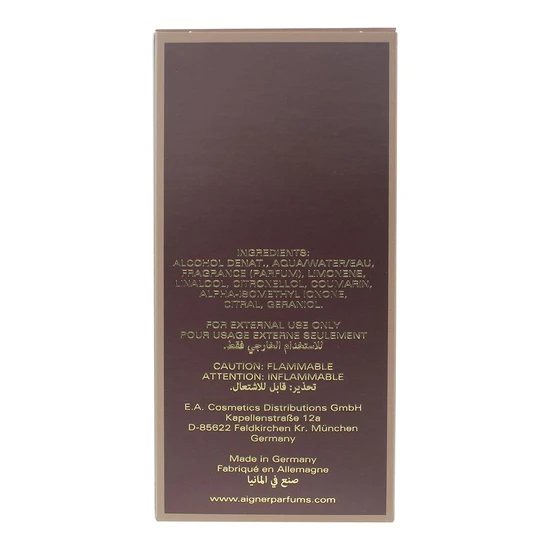 INGREDIENTS:
ALCOHOL DENAT., AQUA/WATER/EAU,
FRAGRANCE (PARFUM), LIMONENE,
LINALOOL, CITRONELLOL, COUMARIN,
ALPHA-ISOMETHYL IONONE,
CITRAL, GERANIOL.
FOR EXTERNAL USE ONLY
POUR USAGE EXTERNE SEULEMENT
للاستخدام الخارجي فقط.
CAUTION: FLAMMABLE
ATTENTION: INFLAMMABLE
تحذير: قابل للاشتعال.
E.A. Cosmetics Distributions GmbH
Kapellenstraße 12a
D-85622 Feldkirchen Kr. München
Germany
Made in Germany
Fabriqué en Allemagne
صنع في المانيا
www.aignerparfums.com